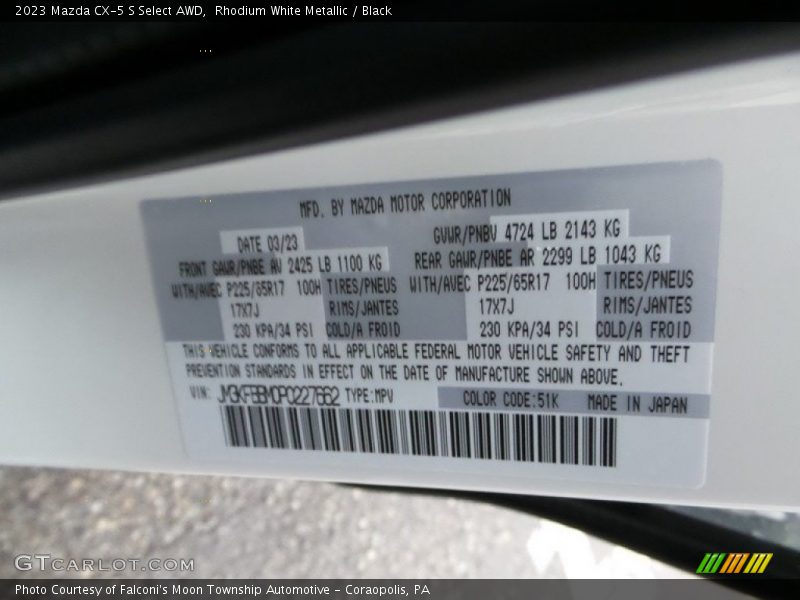 2023 Mazda CX-5 S Select AWD,  Rhodium White Metallic / Black
MFD. BY MAZDA MOTOR CORPORATION
DATE 03/23 GVWR/PNBV 4724 LB 2143 KG
FRONT GAWR/PNBE AV 2425 LB 1100 KG REAR GAWR/PNBE AR 2299 LB 1043 KG
WITH/AVEC P225/65R17 100H TIRES/PNEUS WITH/AVEC P225/65R17 100H TIRES/PNEUS
17X7J RIMS/JANTES 17X7J RIMS/JANTES
230 KPA/34 PSI COLD/A FROID 230 KPA/34 PSI COLD/A FROID
THIS VEHICLE CONFORMS TO ALL APPLICABLE FEDERAL MOTOR VEHICLE SAFETY AND THEFT
PREVENTION STANDARDS IN EFFECT ON THE DATE OF MANUFACTURE SHOWN ABOVE.
VIN: JM3KFBBM0P0227662 TYPE:MPV COLOR CODE:51K MADE IN JAPAN
GTCARLOT.COM
Photo Courtesy of Falconi's Moon Township Automotive - Coraopolis, PA